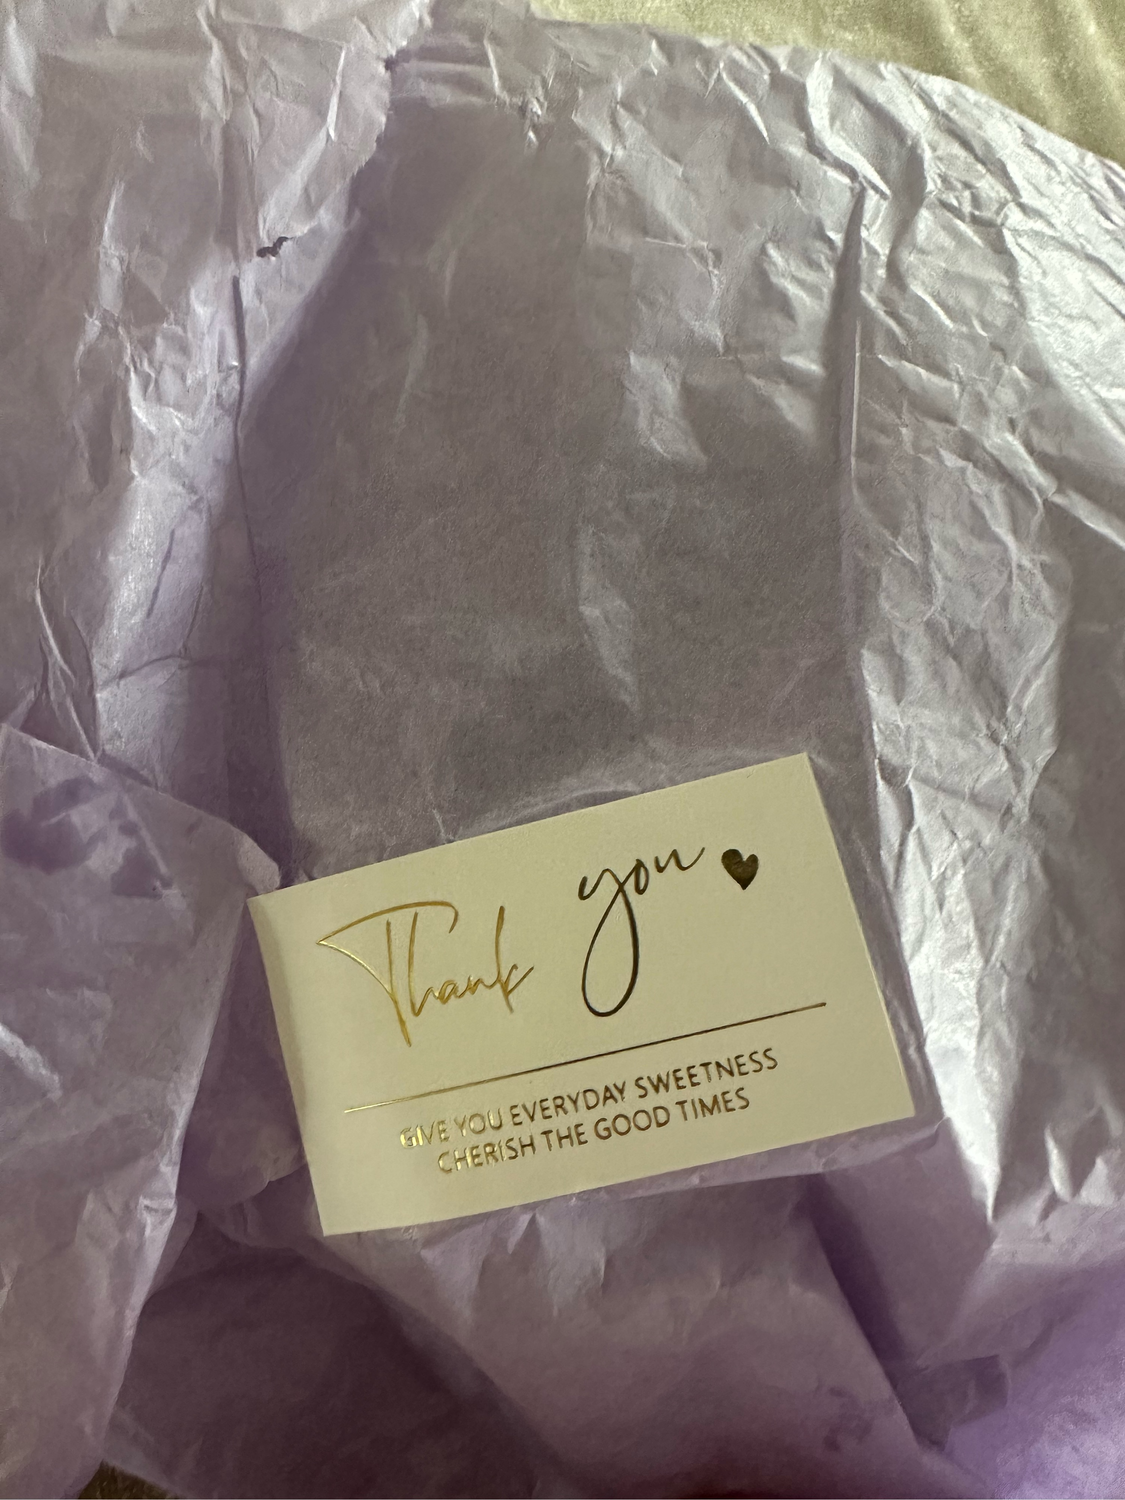 Thank you
GIVE YOU EVERYDAY SWEETNESS
CHERISH THE GOOD TIMES